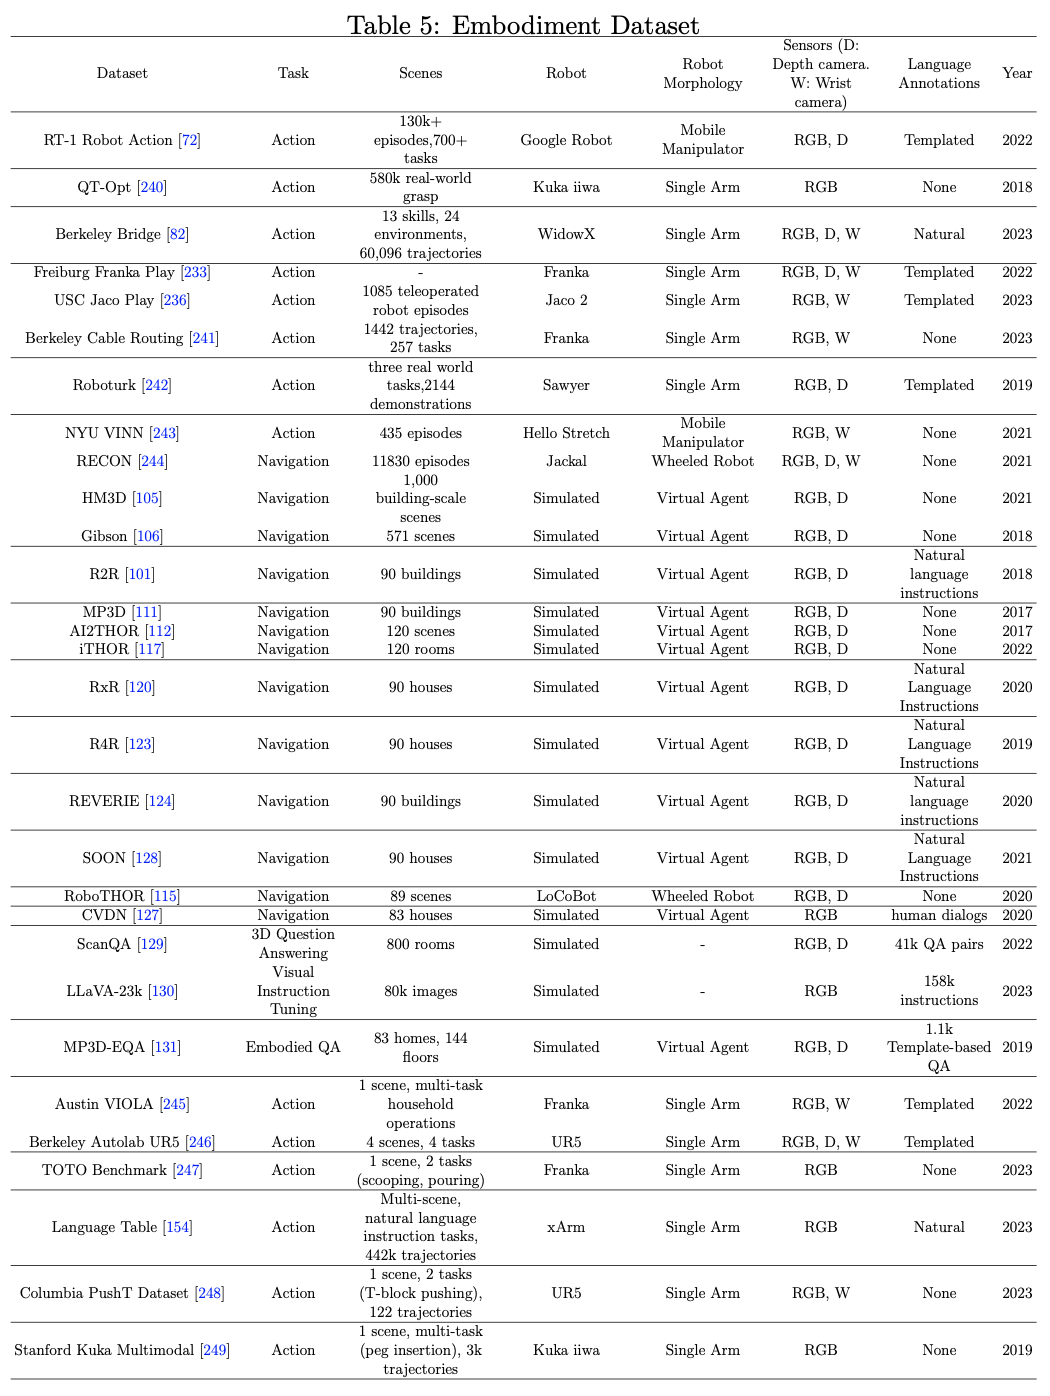 Table 5: Embodiment Dataset
Dataset Task Scenes Robot Robot Morphology Sensors (D: Depth camera. W: Wrist camera) Language Annotations Year
RT-1 Robot Action [72] Action 130k+ episodes,700+ tasks Google Robot Mobile Manipulator RGB, D Templated 2022
QT-Opt [240] Action 580k real-world grasp Kuka iiwa Single Arm RGB None 2018
Berkeley Bridge [82] Action 13 skills, 24 environments, 60,096 trajectories WidowX Single Arm RGB, D, W Natural 2023
Freiburg Franka Play [233] Action - Franka Single Arm RGB, D, W Templated 2022
USC Jaco Play [236] Action 1085 teleoperated robot episodes Jaco 2 Single Arm RGB, W Templated 2023
Berkeley Cable Routing [241] Action 1442 trajectories, 257 tasks Franka Single Arm RGB, W None 2023
Roboturk [242] Action three real world tasks,2144 demonstrations Sawyer Single Arm RGB, D Templated 2019
NYU VINN [243] Action 435 episodes Hello Stretch Mobile Manipulator RGB, W None 2021
RECON [244] Navigation 11830 episodes Jackal Wheeled Robot RGB, D, W None 2021
HM3D [105] Navigation 1,000 building-scale scenes Simulated Virtual Agent RGB, D None 2021
Gibson [106] Navigation 571 scenes Simulated Virtual Agent RGB, D None 2018
R2R [101] Navigation 90 buildings Simulated Virtual Agent RGB, D Natural language instructions 2018
MP3D [111] Navigation 90 buildings Simulated Virtual Agent RGB, D None 2017
AI2THOR [112] Navigation 120 scenes Simulated Virtual Agent RGB, D None 2017
iTHOR [117] Navigation 120 rooms Simulated Virtual Agent RGB, D None 2022
RxR [120] Navigation 90 houses Simulated Virtual Agent RGB, D Natural Language Instructions 2020
R4R [123] Navigation 90 houses Simulated Virtual Agent RGB, D Natural Language Instructions 2019
REVERIE [124] Navigation 90 buildings Simulated Virtual Agent RGB, D Natural language instructions 2020
SOON [128] Navigation 90 houses Simulated Virtual Agent RGB, D Natural Language Instructions 2021
RoboTHOR [115] Navigation 89 scenes LoCoBot Wheeled Robot RGB, D None 2020
CVDN [127] Navigation 83 houses Simulated Virtual Agent RGB human dialogs 2020
ScanQA [129] 3D Question Answering 800 rooms Simulated - RGB, D 41k QA pairs 2022
LLaVA-23k [130] Visual Instruction Tuning 80k images Simulated - RGB 158k instructions 2023
MP3D-EQA [131] Embodied QA 83 homes, 144 floors Simulated Virtual Agent RGB, D 1.1k Template-based QA 2019
Austin VIOLA [245] Action 1 scene, multi-task household operations Franka Single Arm RGB, W Templated 2022
Berkeley Autolab UR5 [246] Action 4 scenes, 4 tasks UR5 Single Arm RGB, D, W Templated
TOTO Benchmark [247] Action 1 scene, 2 tasks (scooping, pouring) Franka Single Arm RGB None 2023
Language Table [154] Action Multi-scene, natural language instruction tasks, 442k trajectories xArm Single Arm RGB Natural 2023
Columbia PushT Dataset [248] Action 1 scene, 2 tasks (T-block pushing), 122 trajectories UR5 Single Arm RGB, W None 2023
Stanford Kuka Multimodal [249] Action 1 scene, multi-task (peg insertion), 3k trajectories Kuka iiwa Single Arm RGB None 2019